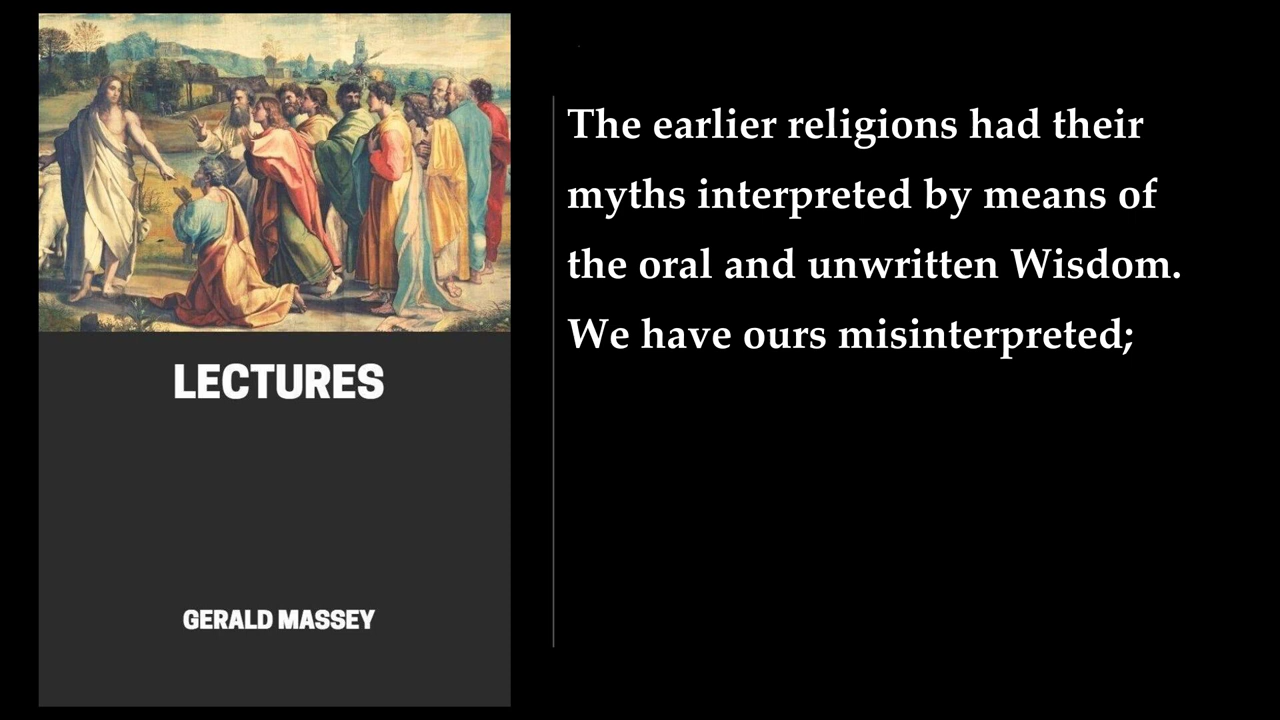 LECTURES
GERALD MASSEY
The earlier religions had their
myths interpreted by means of
the oral and unwritten Wisdom.
We have ours misinterpreted;